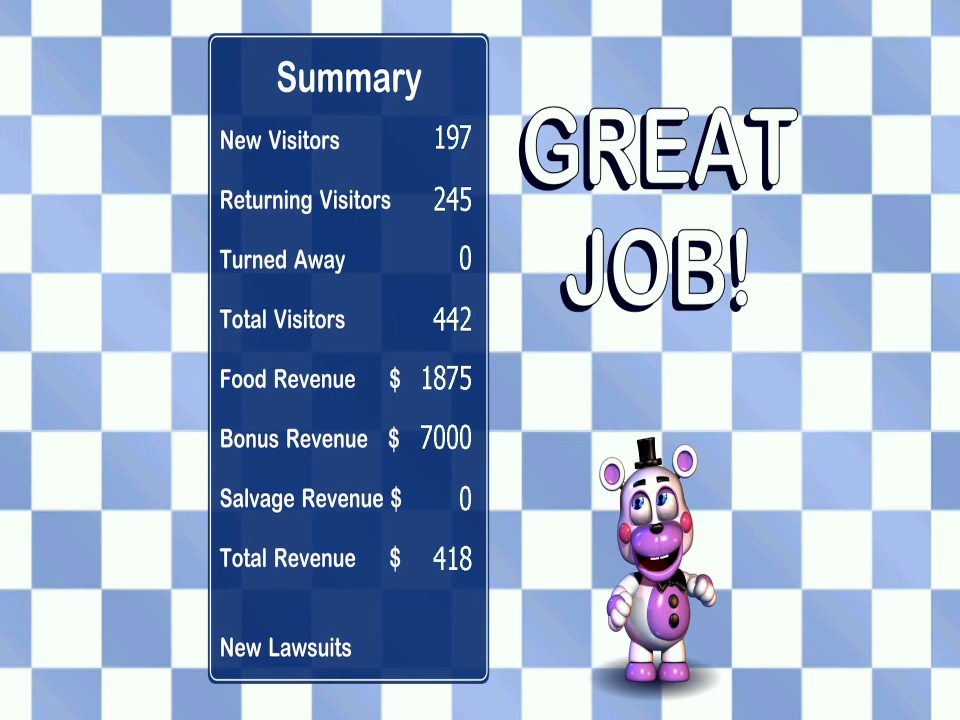 Summary
New Visitors 197
Returning Visitors 245
Turned Away 0
Total Visitors 442
Food Revenue $ 1875
Bonus Revenue $ 7000
Salvage Revenue $ 0
Total Revenue $ 418
New Lawsuits
GREAT
JOB!